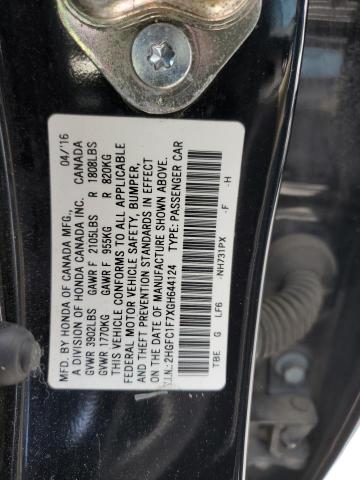 MFD. BY HONDA OF CANADA MFG., 04/16
A DIVISION OF HONDA CANADA INC. CANADA
GVWR 3902LBS GAWR F 2105LBS R 1808LBS
GVWR 1770KG GAWR F 955KG R 820KG
THIS VEHICLE CONFORMS TO ALL APPLICABLE
FEDERAL MOTOR VEHICLE SAFETY, BUMPER,
AND THEFT PREVENTION STANDARDS IN EFFECT
ON THE DATE OF MANUFACTURE SHOWN ABOVE.
V.I.N.: 2HGFC1F7XGH644124 TYPE: PASSENGER CAR
-NH731PX -F -H
TBE G LF6